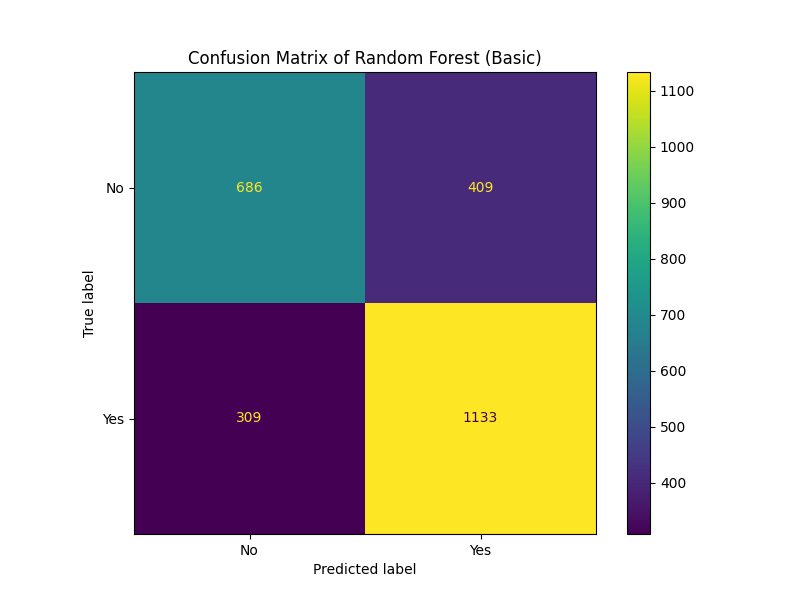 Confusion Matrix of Random Forest (Basic)
No
686
409
Yes
309
1133
No
Yes
Predicted label
True label
1100
1000
900
800
700
600
500
400